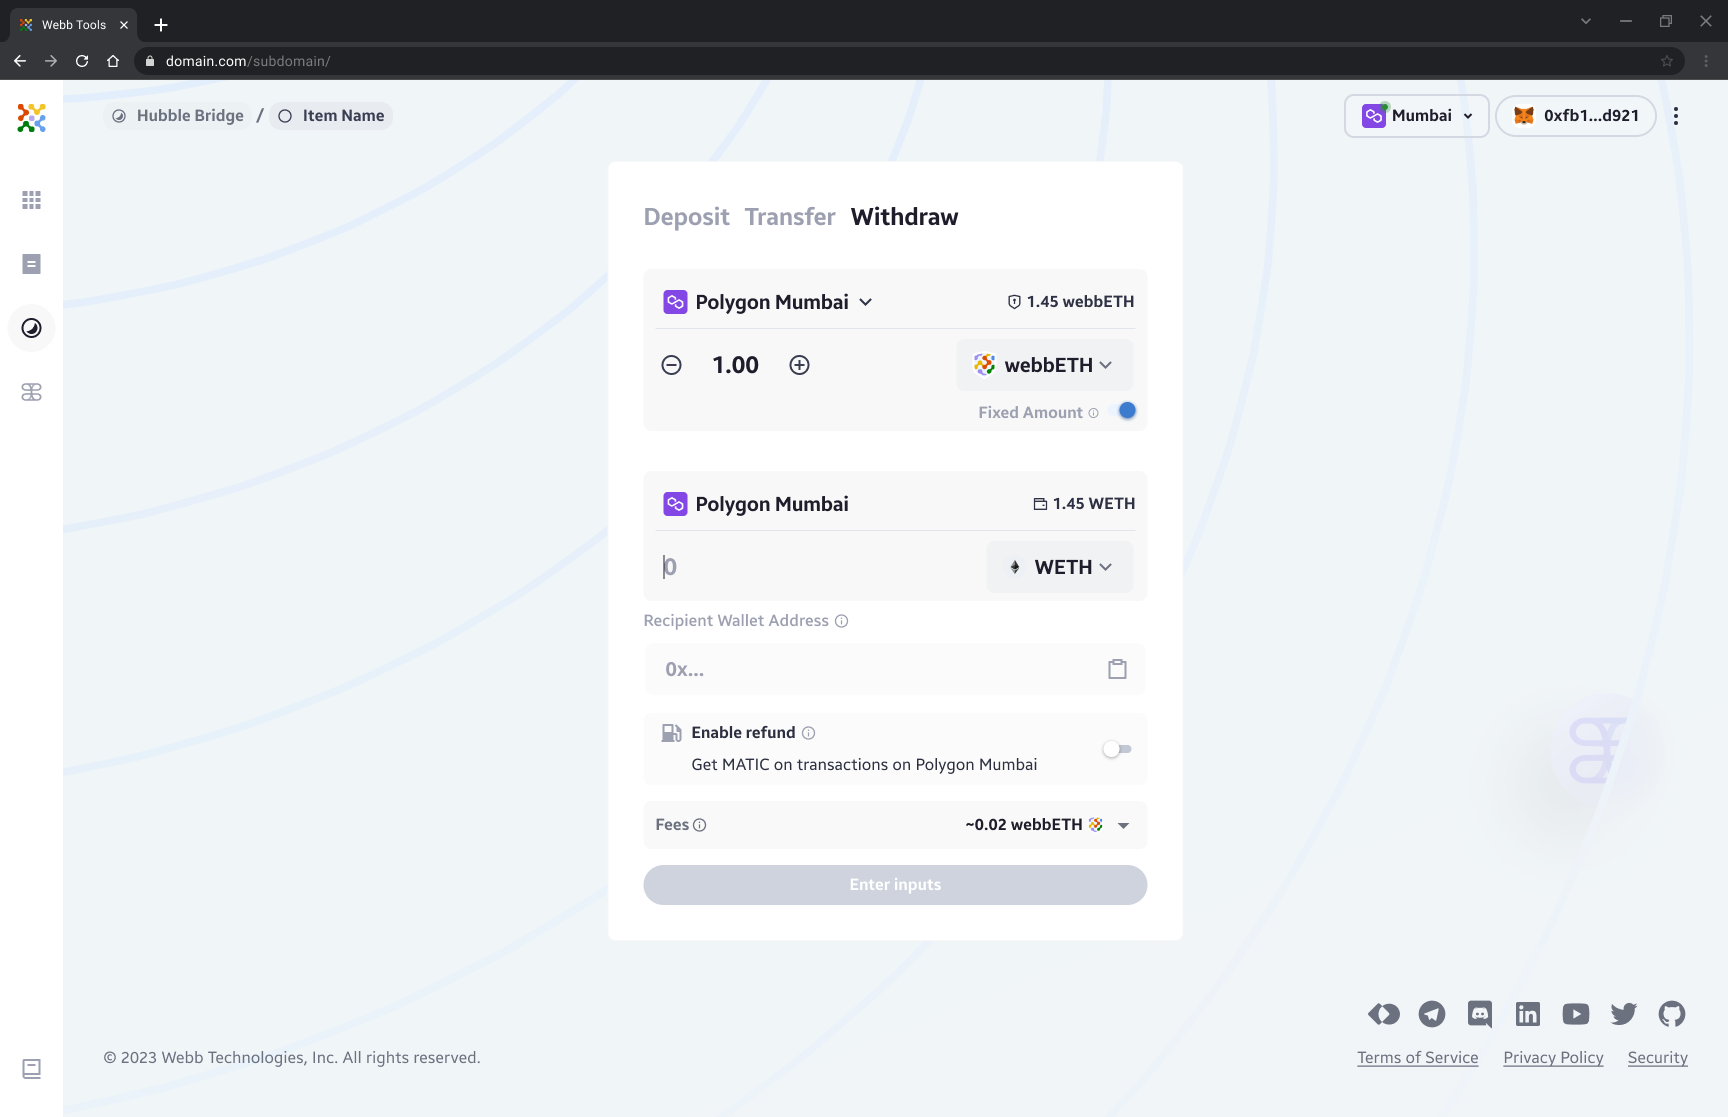 Webb Tools
domain.com/subdomain/
Hubble Bridge / Item Name
Mumbai
0xfb1...d921
Deposit Transfer Withdraw
Polygon Mumbai
1.45 webbETH
1.00
webbETH
Fixed Amount
Polygon Mumbai
1.45 WETH
0
WETH
Recipient Wallet Address
0x...
Enable refund
Get MATIC on transactions on Polygon Mumbai
Fees
~0.02 webbETH
Enter inputs
© 2023 Webb Technologies, Inc. All rights reserved.
Terms of Service Privacy Policy Security